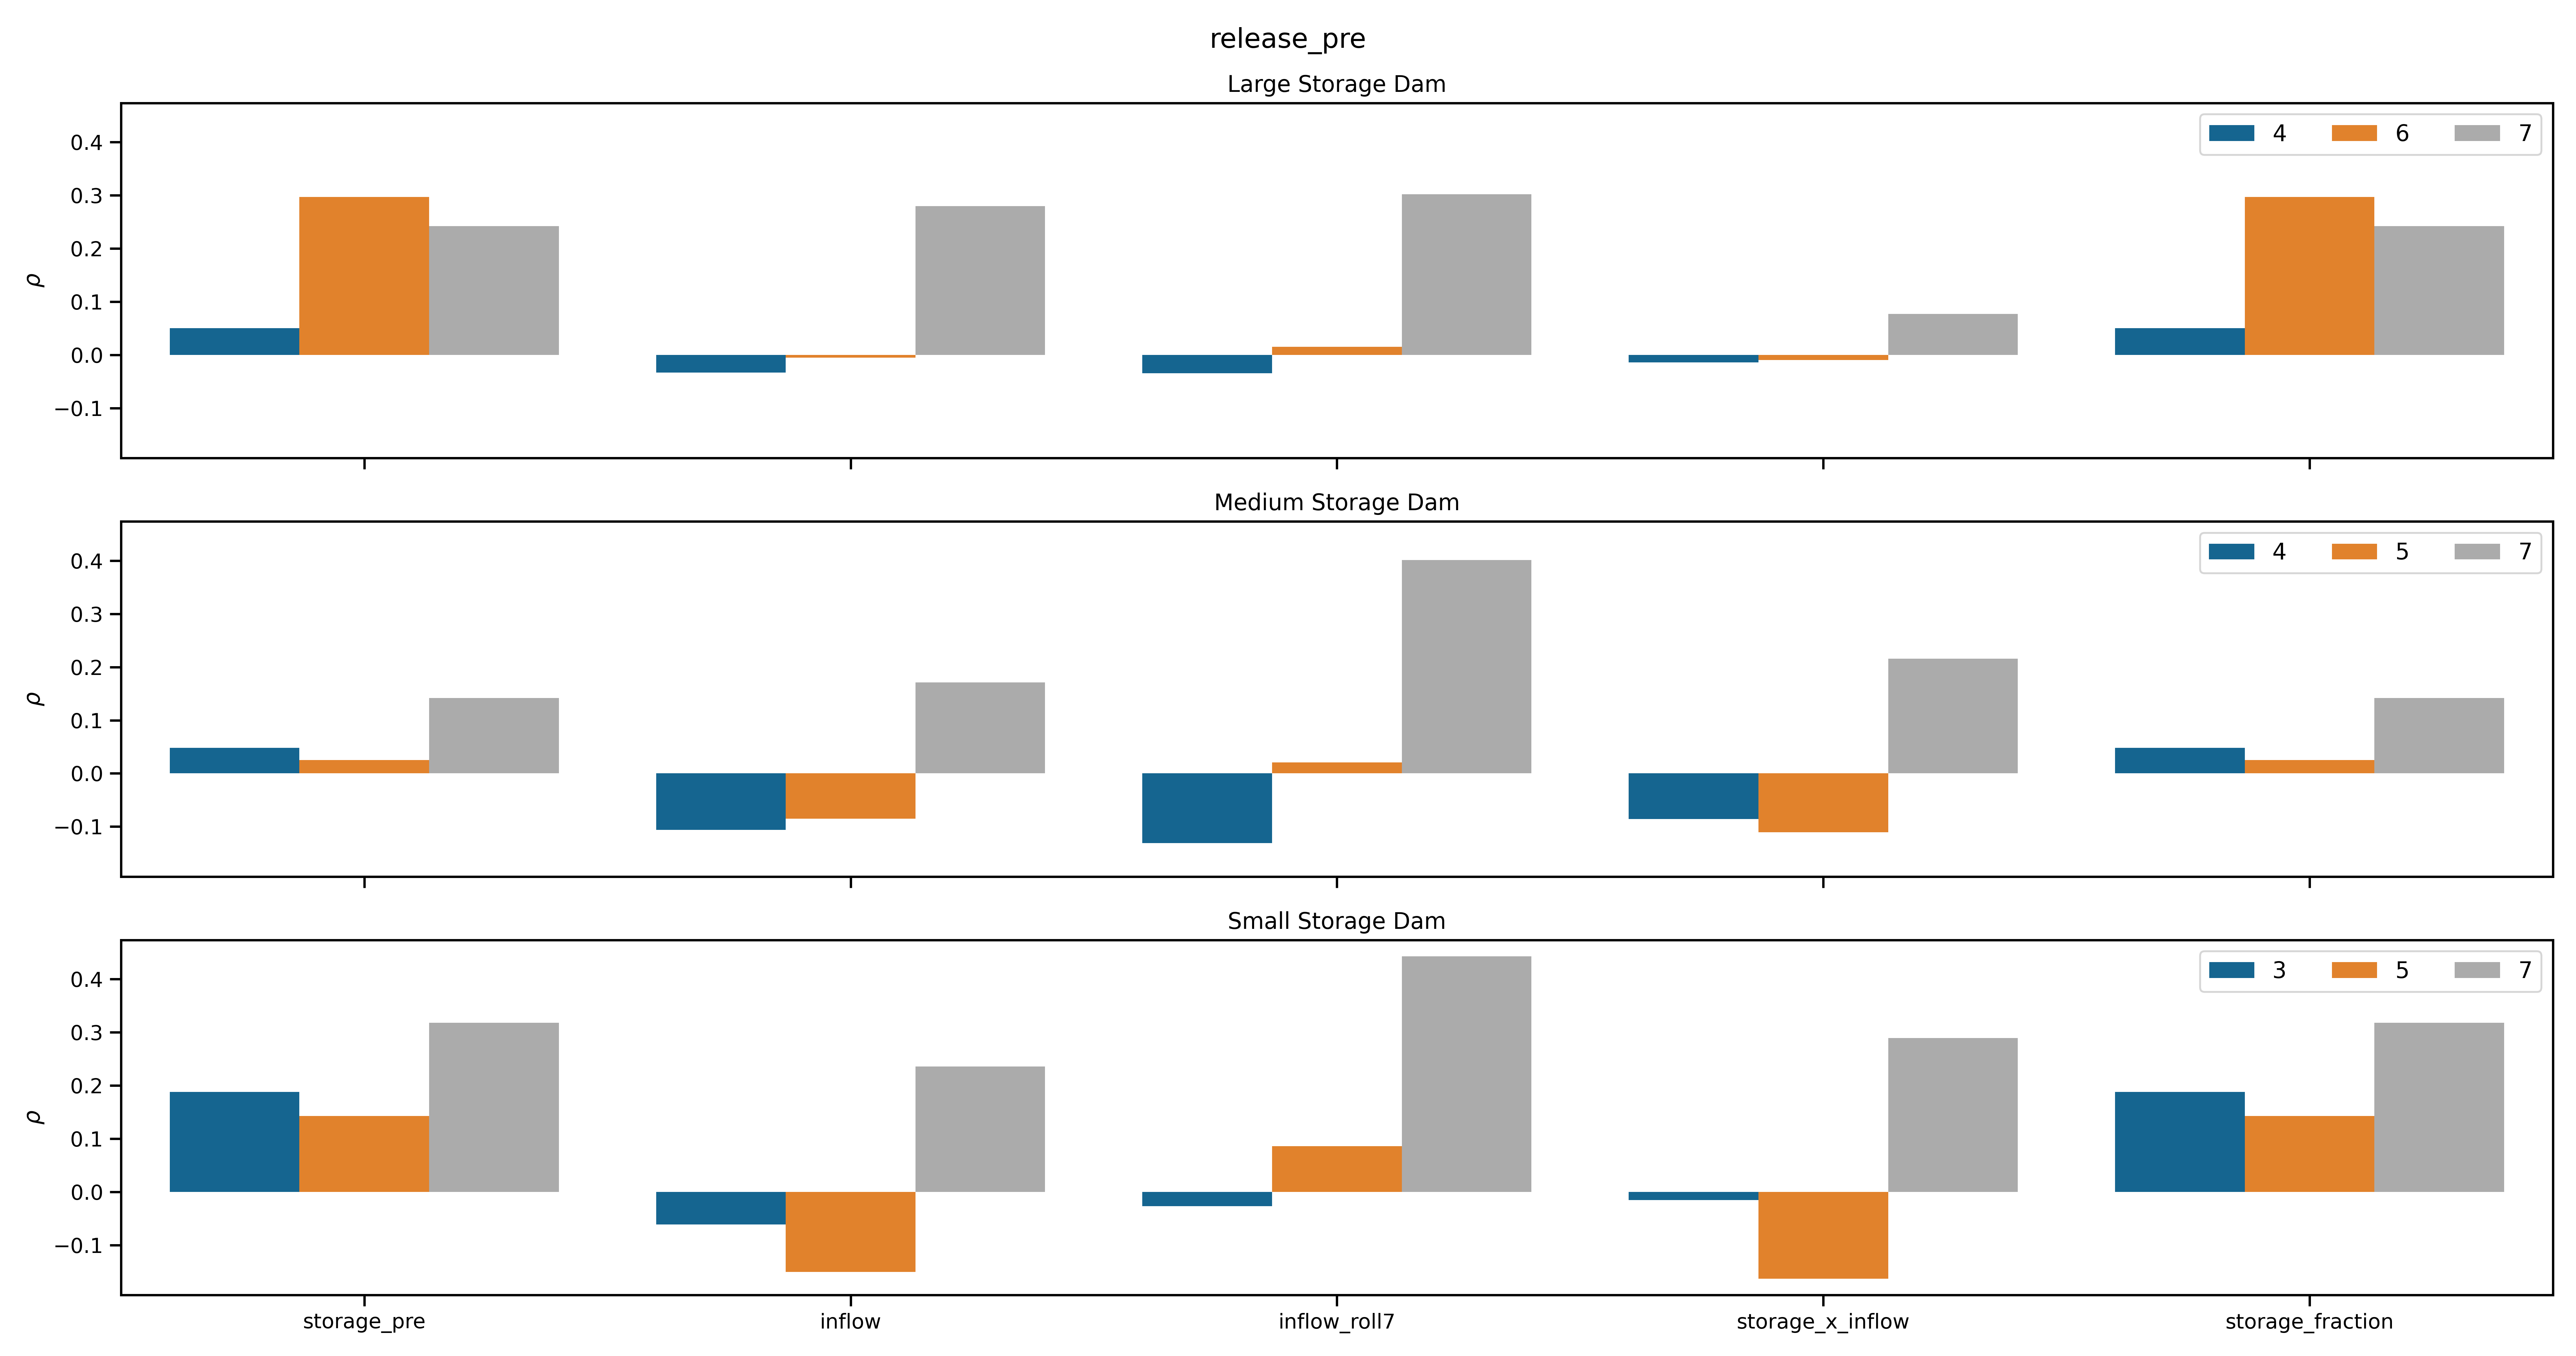 release_pre
Large Storage Dam
4 6 7
0.4
0.3
0.2
0.1
0.0
−0.1
ρ
Medium Storage Dam
4 5 7
0.4
0.3
0.2
0.1
0.0
−0.1
ρ
Small Storage Dam
3 5 7
0.4
0.3
0.2
0.1
0.0
−0.1
ρ
storage_pre inflow inflow_roll7 storage_x_inflow storage_fraction